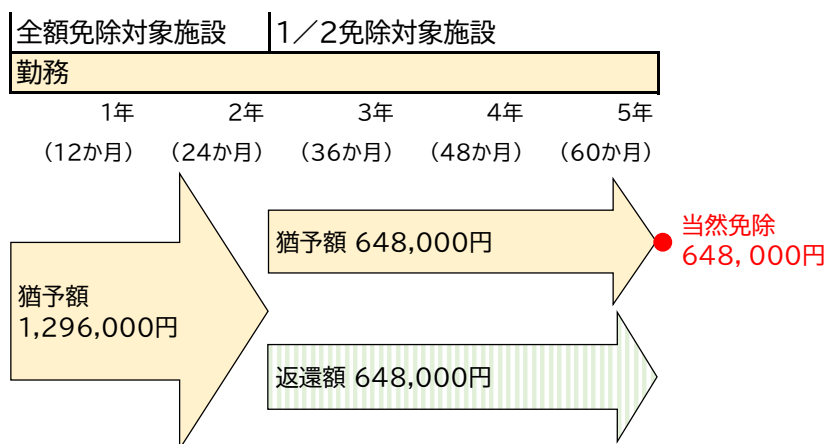 全額免除対象施設
1/2免除対象施設
勤務
1年
2年
3年
4年
5年
(12か月)
(24か月)
(36か月)
(48か月)
(60か月)
猶予額 648,000円
当然免除
648,000円
猶予額
1,296,000円
返還額 648,000円